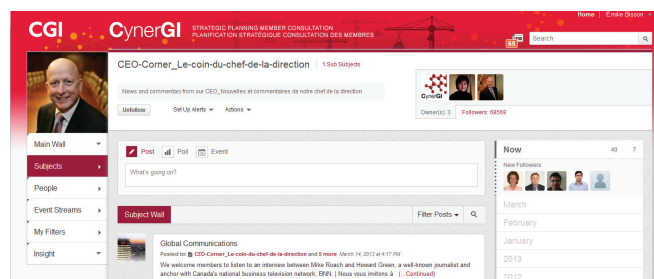 Home | Émilie Bisson
CGI
CynerGI
STRATEGIC PLANNING MEMBER CONSULTATION
PLANIFICATION STRATÉGIQUE CONSULTATION DES MEMBRES
65
Search
CEO-Corner_Le-coin-du-chef-de-la-direction | 1 Sub Subjects
News and commentary from our CEO_Nouvelles et commentaires de notre chef de la direction
Unfollow Set Up Alerts Actions
CynerGI
Owner(s): 3 Followers: 68569
Main Wall
Subjects
People
Event Streams
My Filters
Insight
Post Poll Event
What's going on?
Subject Wall Filter Posts
Global Communications
Posted to: CEO-Corner_Le-coin-du-chef-de-la-direction and 5 more March 14, 2013 at 4:17 PM
We welcome members to listen to an interview between Mike Roach and Howard Green, a well-known journalist and
anchor with Canada's national business television network, BNN. | Nous vous invitons à (...Continued)
Now 40 7
New Followers
March
February
January
2013
2012